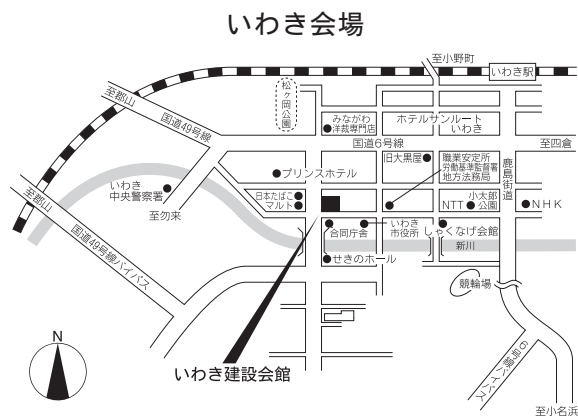 いわき会場
至小野町
いわき駅
松ヶ岡公園
至郡山
国道49号線
みながわ
洋裁専門店
ホテルサンルート
いわき
国道6号線
至四倉
旧大黒屋
職業安定所
労働基準監督署
地方法務局
鹿島街道
プリンスホテル
いわき
中央警察署
至勿来
日本たばこ
マルト
NTT
小太郎
公園
NHK
至郡山
国道49号線バイパス
合同庁舎
いわき
市役所
しゃくなげ会館
新川
せきのホール
競輪場
N
いわき建設会館
6号線バイパス
至小名浜